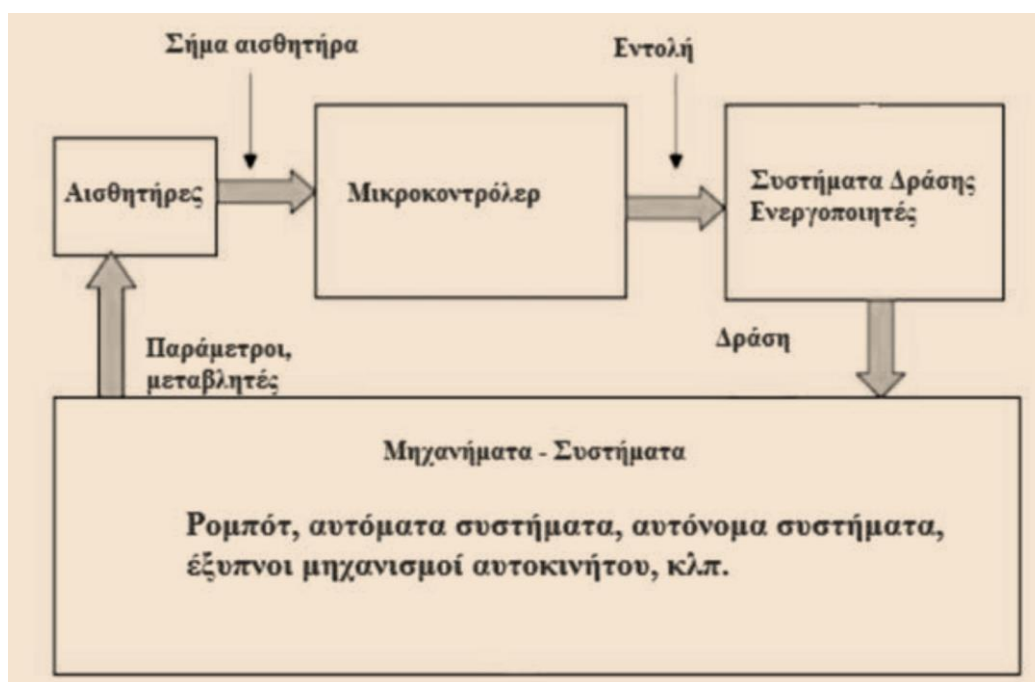 Σήμα αισθητήρα
Εντολή
Αισθητήρες
Μικροκοντρόλερ
Συστήματα Δράσης
Ενεργοποιητές
Παράμετροι,
μεταβλητές
Δράση
Μηχανήματα - Συστήματα
Ρομπότ, αυτόματα συστήματα, αυτόνομα συστήματα,
έξυπνοι μηχανισμοί αυτοκινήτου, κλπ.